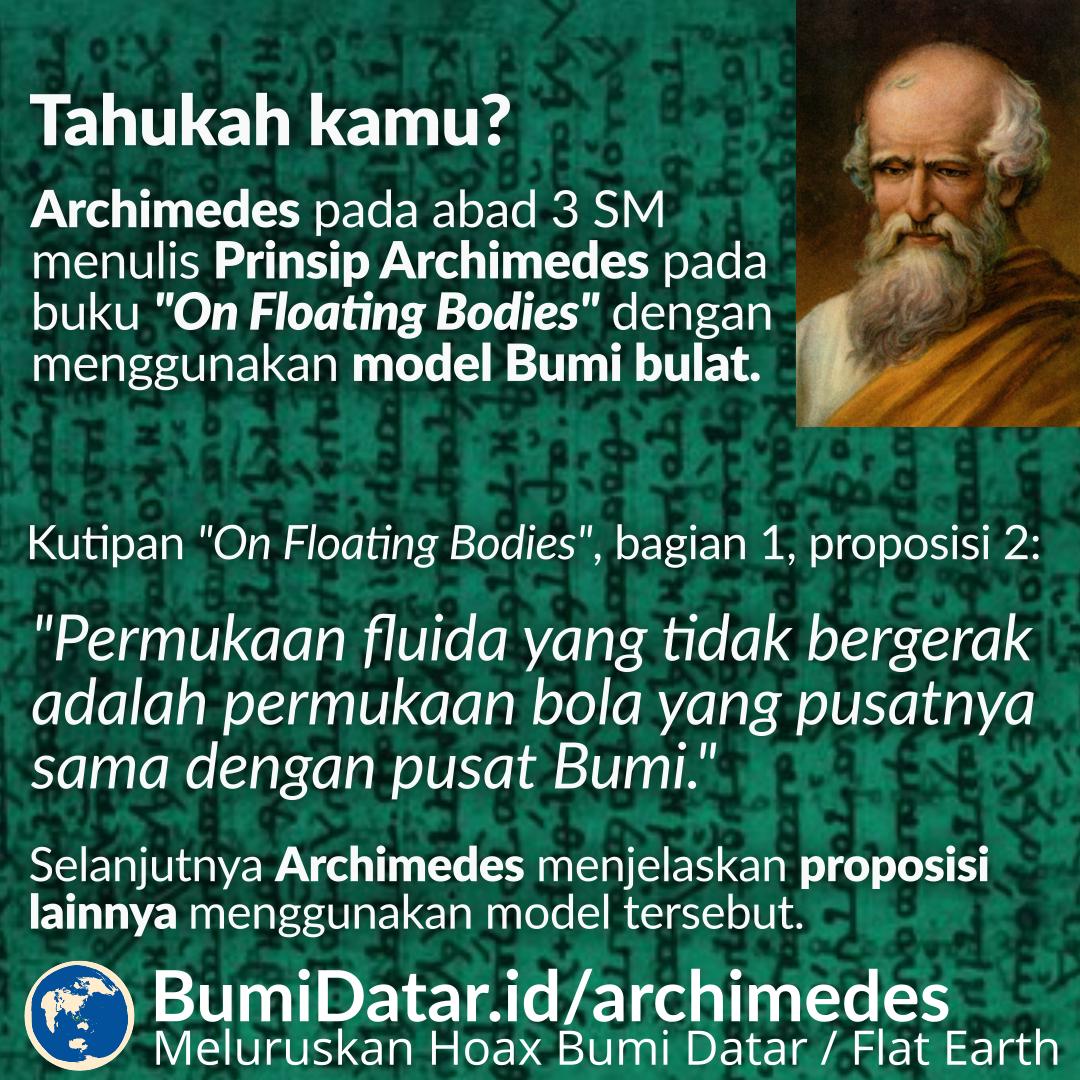 Tahukah kamu?
Archimedes pada abad 3 SM
menulis Prinsip Archimedes pada
buku "On Floating Bodies" dengan
menggunakan model Bumi bulat.
Kutipan "On Floating Bodies", bagian 1, proposisi 2:
"Permukaan fluida yang tidak bergerak
adalah permukaan bola yang pusatnya
sama dengan pusat Bumi."
Selanjutnya Archimedes menjelaskan proposisi
lainnya menggunakan model tersebut.
BumiDatar.id/archimedes
Meluruskan Hoax Bumi Datar / Flat Earth